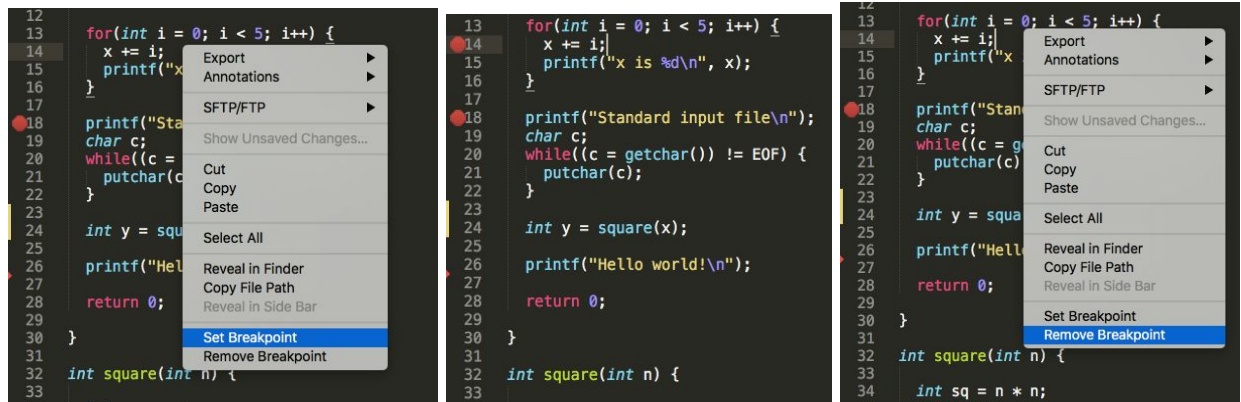 12
13 for(int i = 0; i < 5; i++) {
14 x += i;
15 printf("x
16 }
17
18 printf("Sta
19 char c;
20 while((c =
21 putchar(c
22 }
23
24 int y = squ
25
26 printf("Hel
27
28 return 0;
29
30 }
31
32 int square(int n) {
33
Export
Annotations
SFTP/FTP
Show Unsaved Changes...
Cut
Copy
Paste
Select All
Reveal in Finder
Copy File Path
Reveal in Side Bar
Set Breakpoint
Remove Breakpoint
13 for(int i = 0; i < 5; i++) {
14 x += i;
15 printf("x is %d\n", x);
16 }
17
18 printf("Standard input file\n");
19 char c;
20 while((c = getchar()) != EOF) {
21 putchar(c);
22 }
23
24 int y = square(x);
25
26 printf("Hello world!\n");
27
28 return 0;
29
30 }
31
32 int square(int n) {
33
12
13 for(int i = 0; i < 5; i++) {
14 x += i;
15 printf("x
16 }
17
18 printf("Stan
19 char c;
20 while((c = g
21 putchar(c)
22 }
23
24 int y = squa
25
26 printf("Hell
27
28 return 0;
29
30 }
31
32 int square(int n) {
33
34 int sq = n * n;
Export
Annotations
SFTP/FTP
Show Unsaved Changes...
Cut
Copy
Paste
Select All
Reveal in Finder
Copy File Path
Reveal in Side Bar
Set Breakpoint
Remove Breakpoint